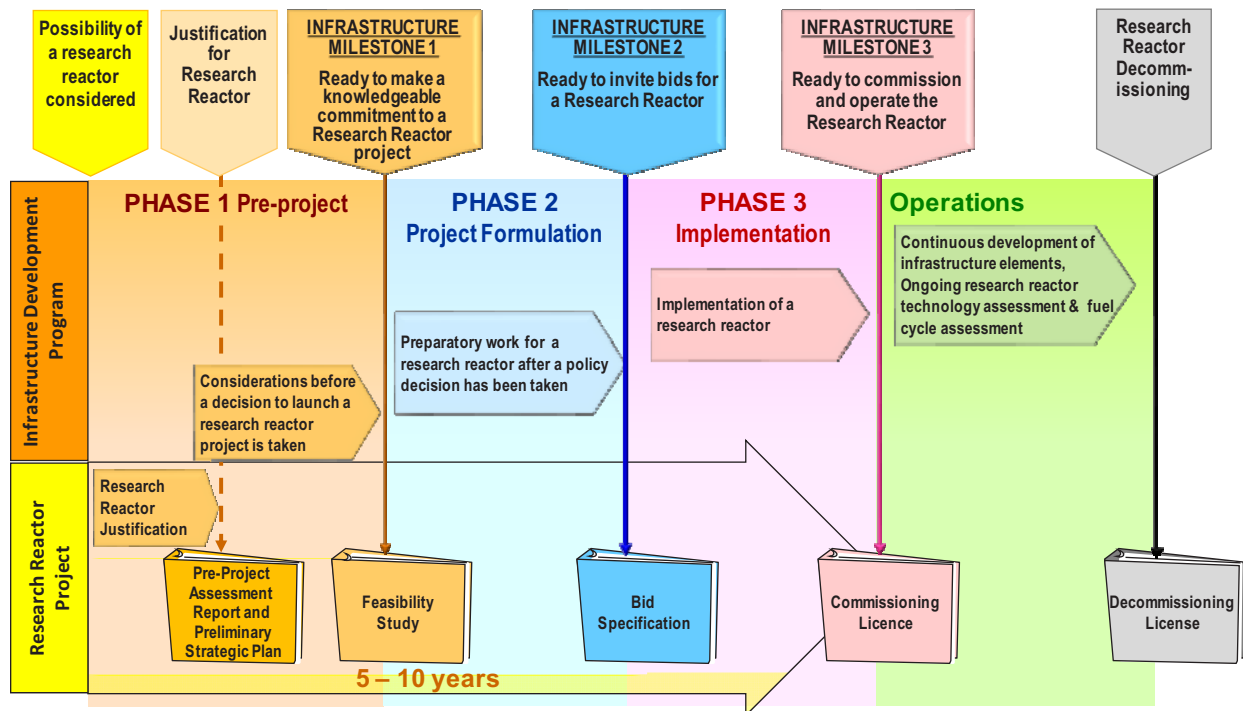 Possibility of
a research
reactor
considered
Justification
for
Research
Reactor
INFRASTRUCTURE
MILESTONE 1
Ready to make a
knowledgeable
commitment to a
Research Reactor
project
INFRASTRUCTURE
MILESTONE 2
Ready to invite bids for
a Research Reactor
INFRASTRUCTURE
MILESTONE 3
Ready to commission
and operate the
Research Reactor
Research
Reactor
Decomm-
issioning
Infrastructure Development
Program
PHASE 1 Pre-project
PHASE 2
Project Formulation
PHASE 3
Implementation
Operations
Considerations before
a decision to launch a
research reactor
project is taken
Preparatory work for a
research reactor after a policy
decision has been taken
Implementation of a
research reactor
Continuous development of
infrastructure elements,
Ongoing research reactor
technology assessment & fuel
cycle assessment
Research Reactor
Project
Research
Reactor
Justification
Pre-Project
Assessment
Report and
Preliminary
Strategic Plan
Feasibility
Study
Bid
Specification
Commissioning
Licence
Decommissioning
License
5 – 10 years